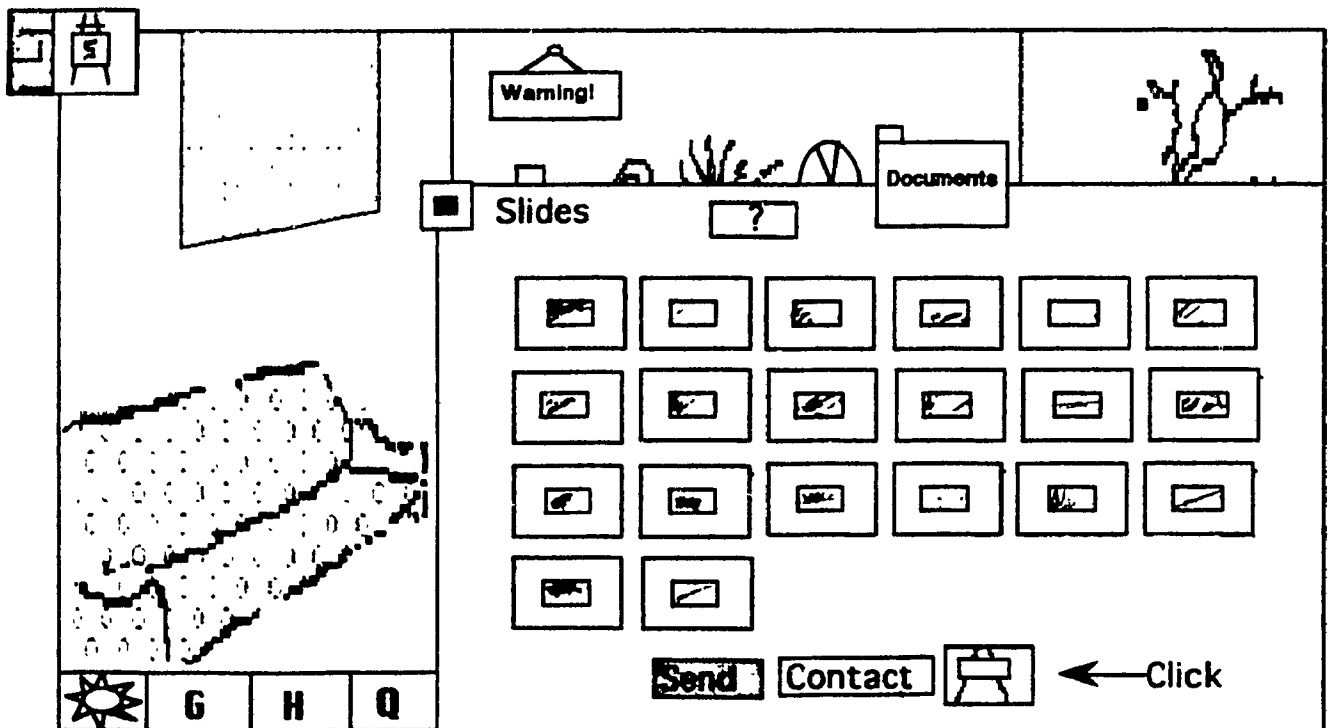 Warning!
Documents
Slides
?
Send
Contact
Click
G H Q